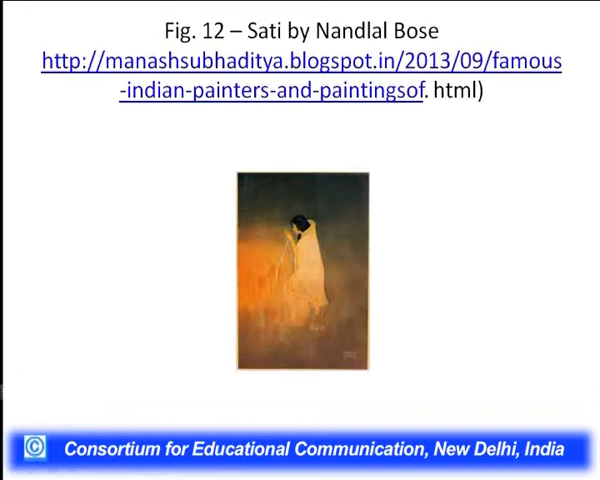 Fig. 12 – Sati by Nandlal Bose
http://manashsubhaditya.blogspot.in/2013/09/famous
-indian-painters-and-paintingsof. html)
© Consortium for Educational Communication, New Delhi, India